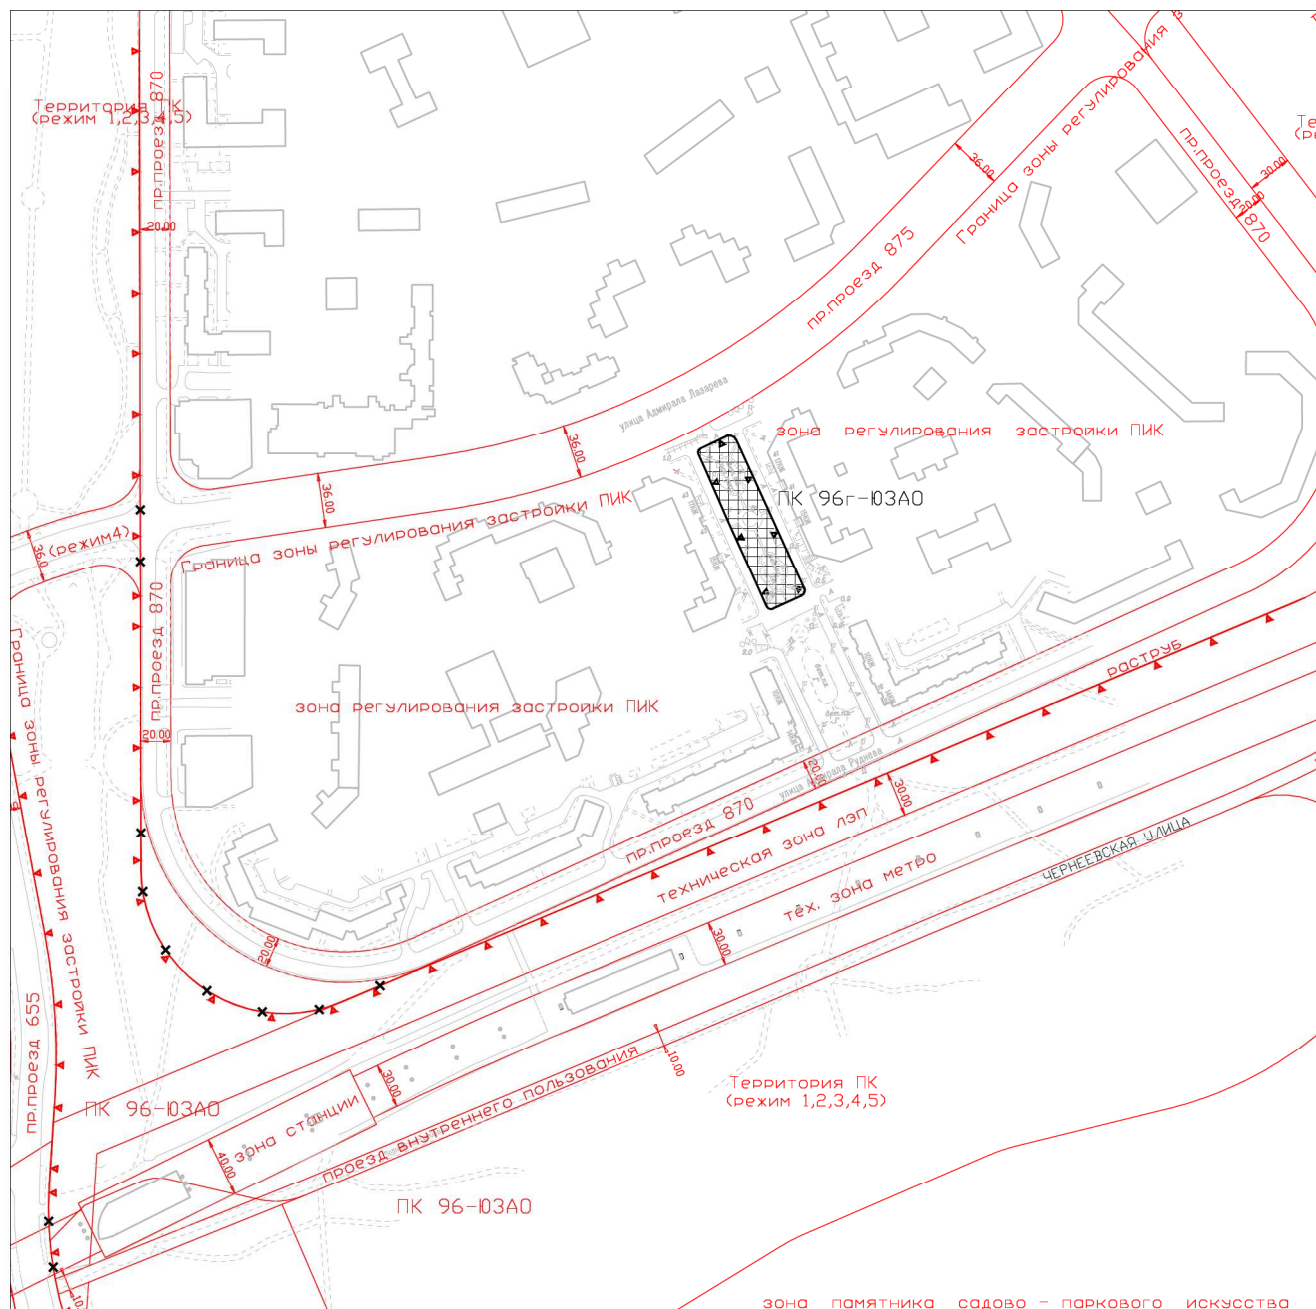 Территория ПК
(режим 1,2,3,4,5)
пр.проезд 870
20.00
36.00
Граница зоны регулирования
пр.проезд 870
30.00
пр.проезд 875
улица Адмирала Лазарева
36.00
зона регулирования застройки ПИК
ПК 96г-ЮЗАО
36.00
Граница зоны регулирования застройки ПИК
36.0
(режим4)
пр.проезд 870
20.00
зона регулирования застройки ПИК
Граница зоны регулирования застройки ПИК
раструб
20.00
улица Адмирала Руднева
30.00
пр.проезд 870
техническая зона ЛЭП
тех. зона метро
ЧЕРНЕЕВСКАЯ УЛИЦА
20.00
30.00
пр.проезд 655
10.00
30.00
Территория ПК
(режим 1,2,3,4,5)
ПК 96-ЮЗАО
зона станции
проезд внутреннего пользования
40.00
ПК 96-ЮЗАО
зона памятника садово - паркового искусства